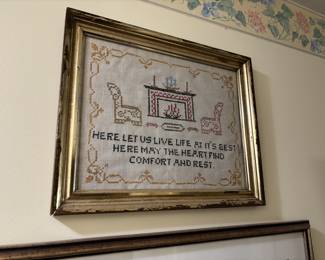 HERE LET US LIVE LIFE AT IT'S BEST
HERE MAY THE HEART FIND
COMFORT AND REST.